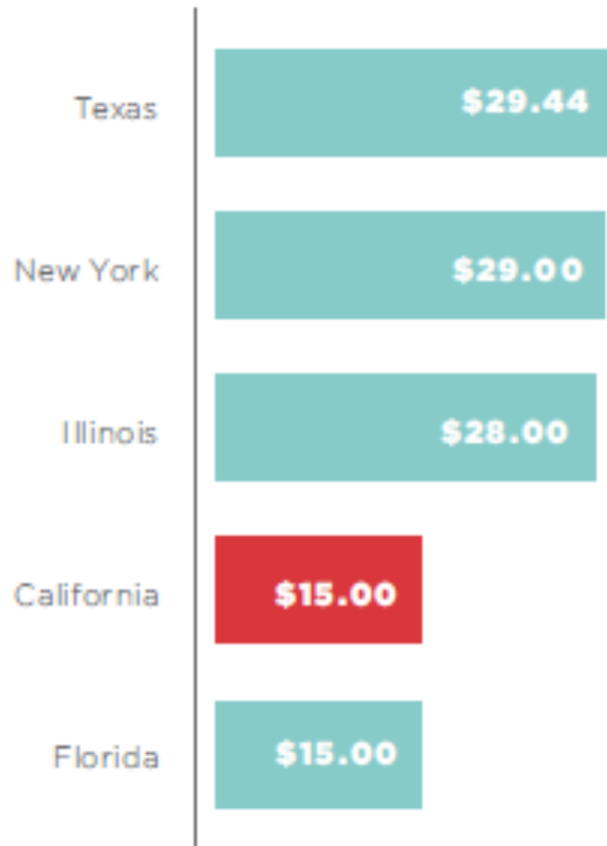 Texas $29.44
New York $29.00
Illinois $28.00
California $15.00
Florida $15.00